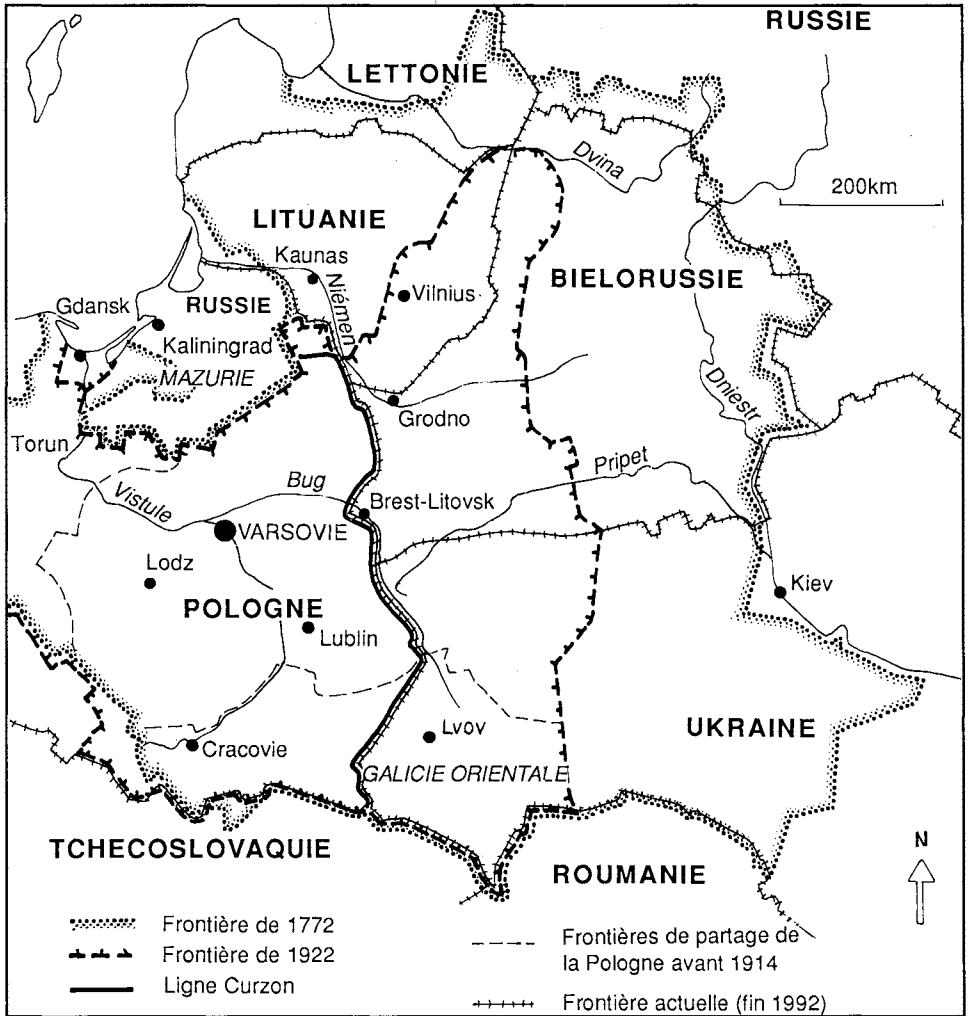 RUSSIE
LETTONIE
Dvina
200km
LITUANIE
Kaunas
Niémen
Vilnius
BIELORUSSIE
Gdansk
RUSSIE
Kaliningrad
MAZURIE
Grodno
Dniestr
Torun
Pripet
Vistule
Bug
Brest-Litovsk
VARSOVIE
Lodz
Kiev
POLOGNE
Lublin
UKRAINE
Lvov
Cracovie
GALICIE ORIENTALE
TCHECOSLOVAQUIE
ROUMANIE
N
Frontière de 1772
Frontière de 1922
Ligne Curzon
Frontières de partage de
la Pologne avant 1914
Frontière actuelle (fin 1992)